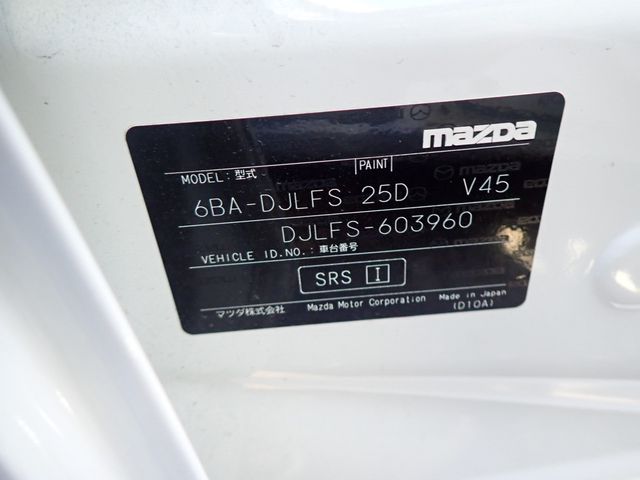 mazda
MODEL:型式 PAINT
6BA-DJLFS 25D V45
DJLFS-603960
VEHICLE ID.NO.:車台番号
SRS I
マツダ株式会社 Mazda Motor Corporation Made in Japan
(D10A)